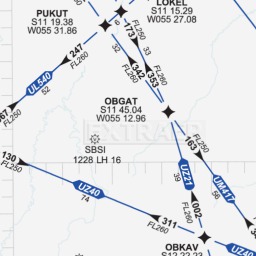 LOKEL
S11 15.29
W055 27.08
PUKUT
S11 19.38
W055 31.86
173
FL250
33
247
FL260
UL540
52
FL260
342
FL260
32
353
FL250
OBGAT
S11 45.04
W055 12.96
SBSI
1228 LH 16
163
FL250
130
FL260
UZ40
74
UZ21
39
UM417
002
FL260
311
FL260
OBKAV
S12 22.23
UZ40